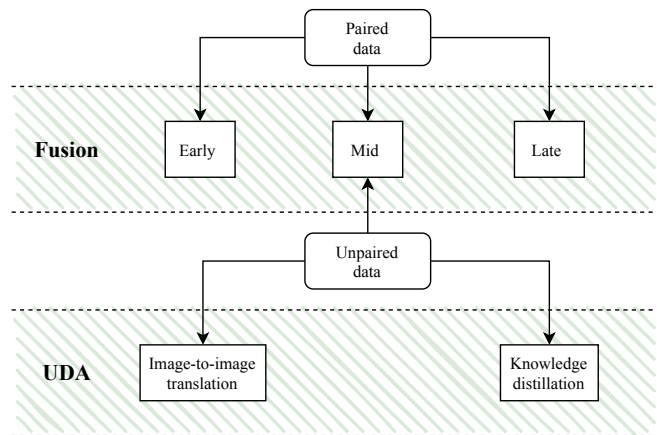 Paired
data
Fusion
Early
Mid
Late
Unpaired
data
UDA
Image-to-image
translation
Knowledge
distillation